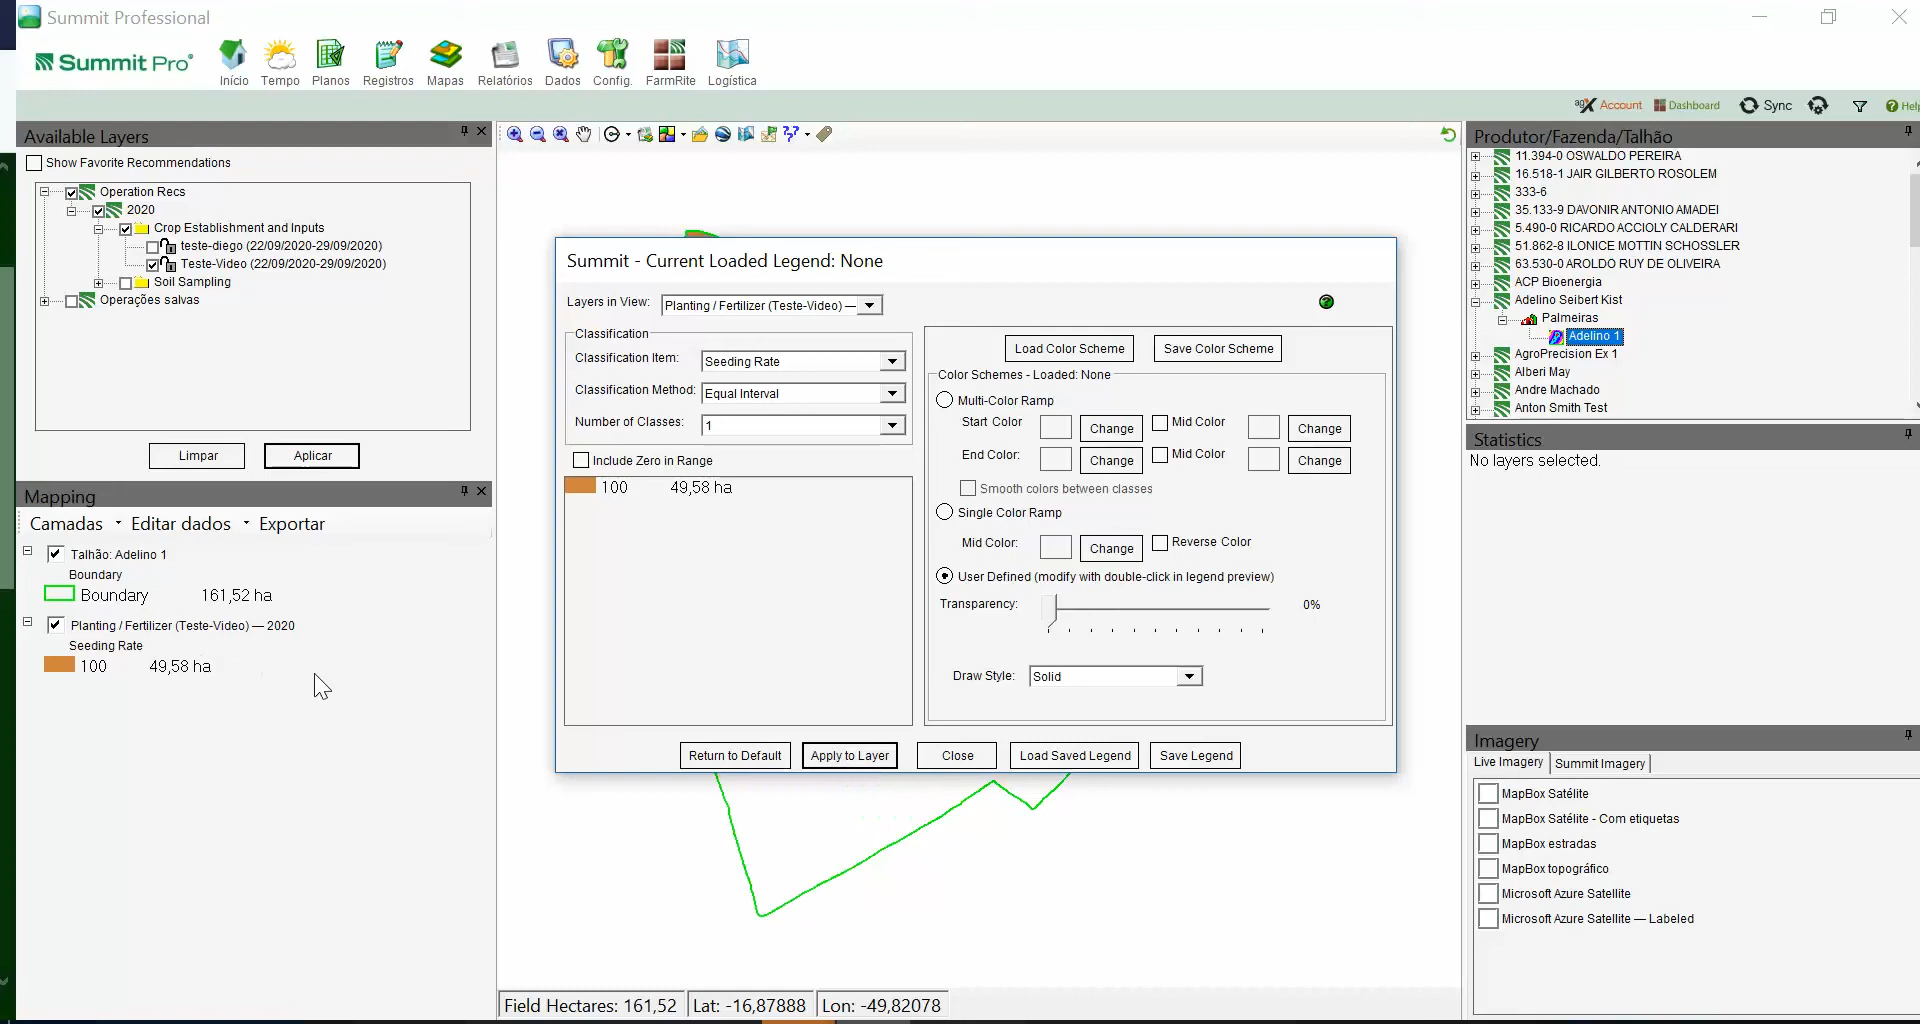 Summit Professional
Summit Pro
Início
Tempo
Planos
Registros
Mapas
Relatórios
Dados
Config.
FarmRite
Logística
agX Account
Dashboard
Sync
Help
Available Layers
Show Favorite Recommendations
Operation Recs
2020
Crop Establishment and Inputs
teste-diego (22/09/2020-29/09/2020)
Teste-Video (22/09/2020-29/09/2020)
Soil Sampling
Operações salvas
Limpar
Aplicar
Mapping
Camadas
Editar dados
Exportar
Talhão: Adelino 1
Boundary
Boundary 161,52 ha
Planting / Fertilizer (Teste-Video) — 2020
Seeding Rate
100 49,58 ha
Summit - Current Loaded Legend: None
Layers in View: Planting / Fertilizer (Teste-Video) —
Classification
Classification Item: Seeding Rate
Classification Method: Equal Interval
Number of Classes: 1
Include Zero in Range
100 49,58 ha
Load Color Scheme
Save Color Scheme
Color Schemes - Loaded: None
Multi-Color Ramp
Start Color Change Mid Color Change
End Color: Change Mid Color Change
Smooth colors between classes
Single Color Ramp
Mid Color: Change Reverse Color
User Defined (modify with double-click in legend preview)
Transparency: 0%
Draw Style: Solid
Return to Default
Apply to Layer
Close
Load Saved Legend
Save Legend
Field Hectares: 161,52
Lat: -16,87888
Lon: -49,82078
Produtor/Fazenda/Talhão
11.394-0 OSWALDO PEREIRA
16.518-1 JAIR GILBERTO ROSOLEM
333-6
35.133-9 DAVONIR ANTONIO AMADEI
5.490-0 RICARDO ACCIOLY CALDERARI
51.862-8 ILONICE MOTTIN SCHOSSLER
63.530-0 AROLDO RUY DE OLIVEIRA
ACP Bioenergia
Adelino Seibert Kist
Palmeiras
Adelino 1
AgroPrecision Ex 1
Alberi May
Andre Machado
Anton Smith Test
Statistics
No layers selected.
Imagery
Live Imagery
Summit Imagery
MapBox Satélite
MapBox Satélite - Com etiquetas
MapBox estradas
MapBox topográfico
Microsoft Azure Satellite
Microsoft Azure Satellite — Labeled